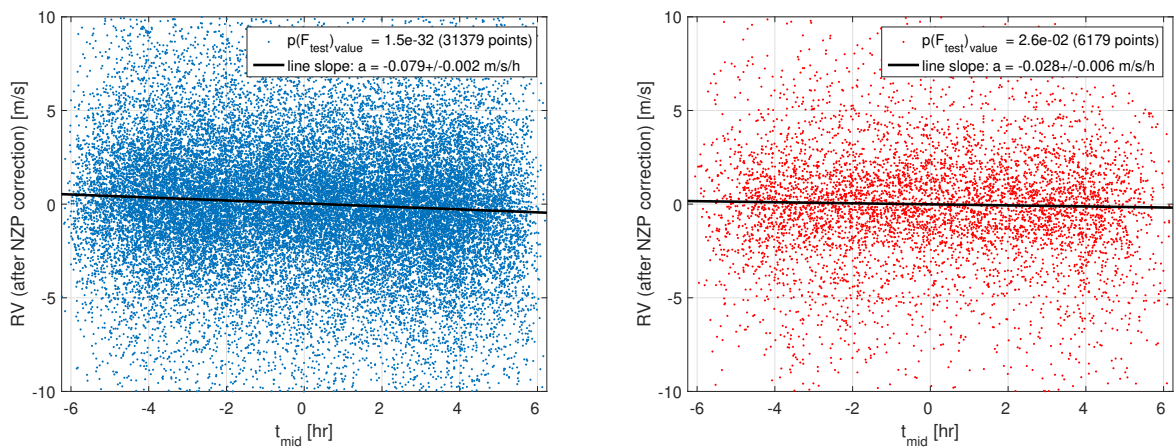 10
5
0
-5
-10
RV (after NZP correction) [m/s]
p(F_test)_value = 1.5e-32 (31379 points)
line slope: a = -0.079+/-0.002 m/s/h
-6 -4 -2 0 2 4 6
t_mid [hr]
10
5
0
-5
-10
RV (after NZP correction) [m/s]
p(F_test)_value = 2.6e-02 (6179 points)
line slope: a = -0.028+/-0.006 m/s/h
-6 -4 -2 0 2 4 6
t_mid [hr]